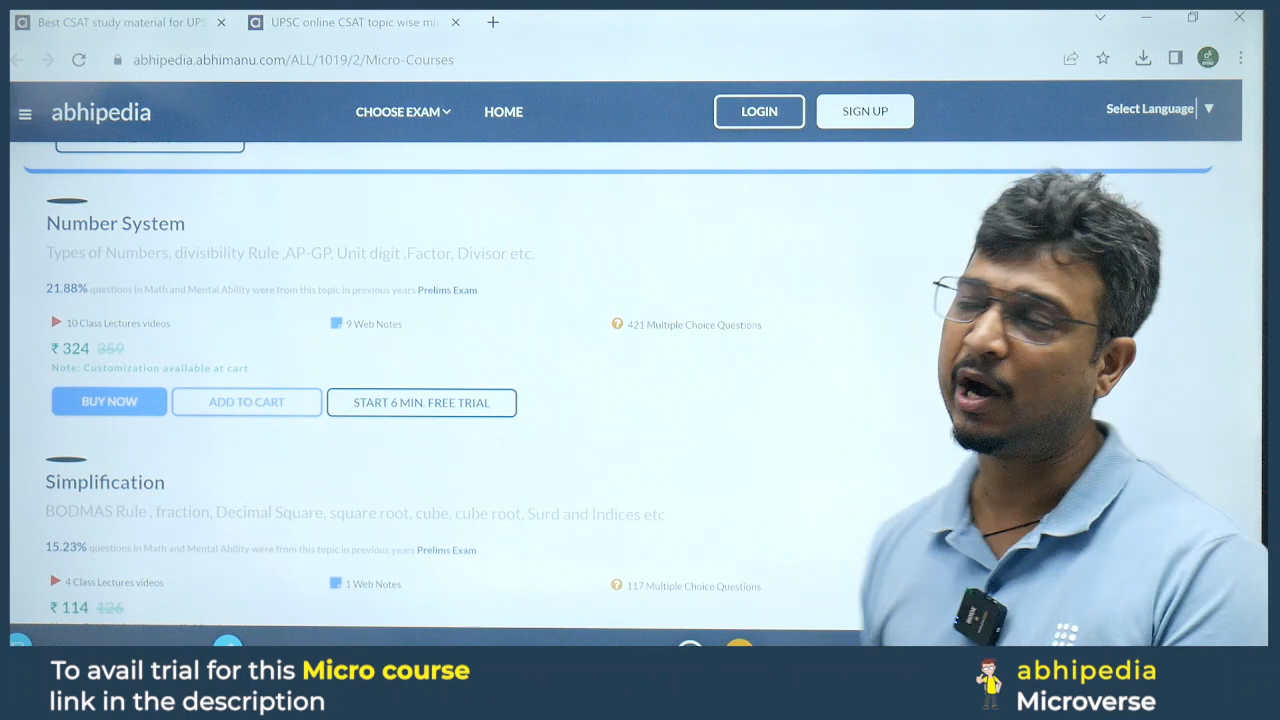 Best CSAT study material for UPS
UPSC online CSAT topic wise mi
abhipedia.abhimanu.com/ALL/1019/2/Micro-Courses
abhipedia
CHOOSE EXAM
HOME
LOGIN
SIGN UP
Select Language
Number System
Types of Numbers, divisibility Rule ,AP-GP, Unit digit ,Factor, Divisor etc.
21.88% questions in Math and Mental Ability were from this topic in previous years Prelims Exam
10 Class Lectures videos
9 Web Notes
421 Multiple Choice Questions
₹ 324 359
Note: Customization available at cart
BUY NOW
ADD TO CART
START 6 MIN. FREE TRIAL
Simplification
BODMAS Rule , fraction, Decimal Square, square root, cube, cube root, Surd and Indices etc
15.23% questions in Math and Mental Ability were from this topic in previous years Prelims Exam
4 Class Lectures videos
1 Web Notes
117 Multiple Choice Questions
₹ 114 126
To avail trial for this Micro course
link in the description
abhipedia
Microverse